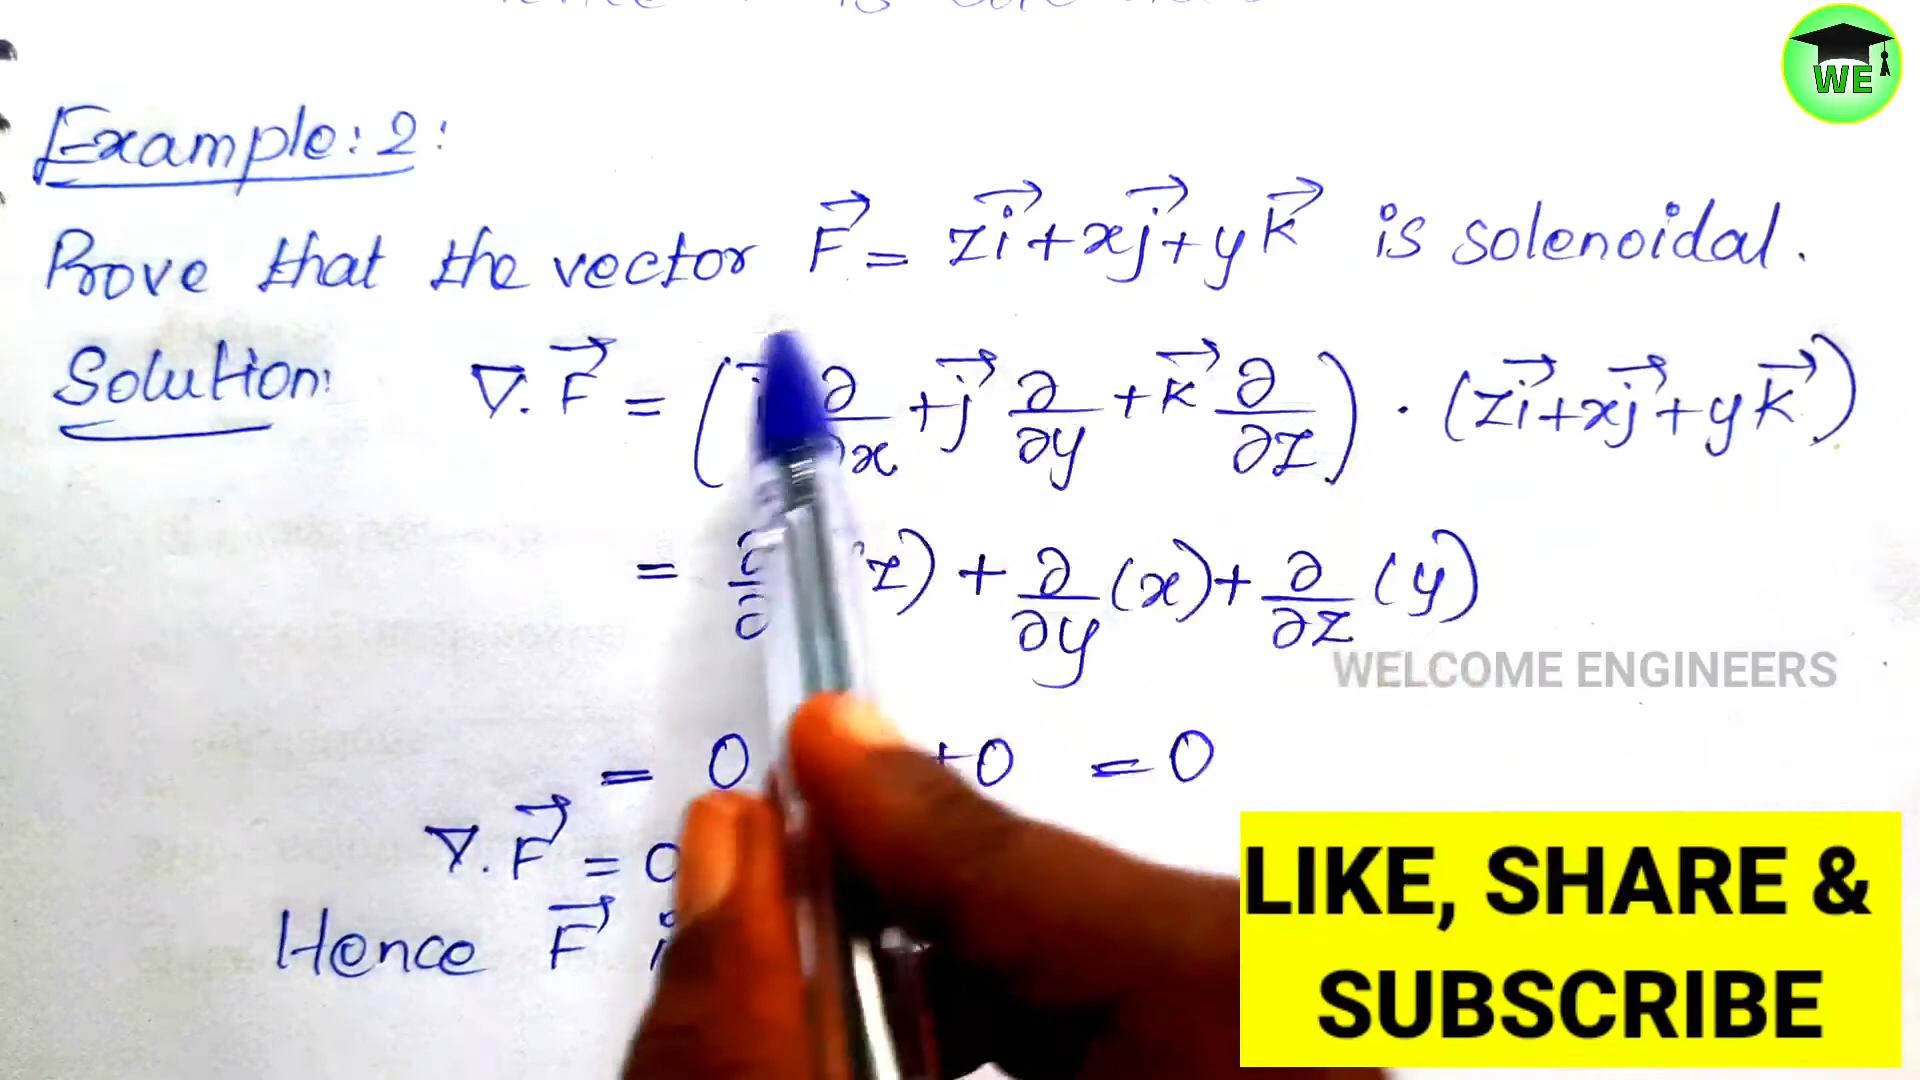 WE
Example: 2:
Prove that the vector F⃗ = zi⃗ + xj⃗ + yk⃗ is solenoidal.
Solution: ∇. F⃗ = ( ∂ x + j⃗ ∂/∂y + k⃗ ∂/∂z ) . (zi⃗ + xj⃗ + yk⃗)
= z) + ∂/∂y (x) + ∂/∂z (y)
WELCOME ENGINEERS
= 0 +0 = 0
∇. F⃗ = 0
Hence F⃗
LIKE, SHARE &
SUBSCRIBE